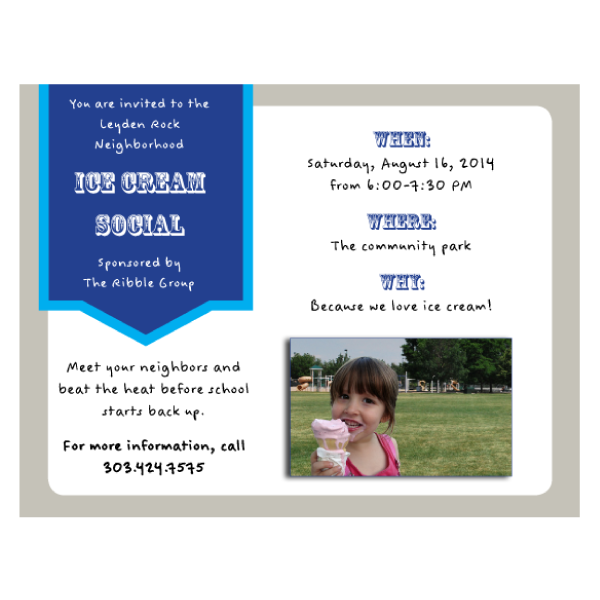 You are invited to the
Leyden Rock
Neighborhood
ICE CREAM
SOCIAL
Sponsored by
The Ribble Group
Meet your neighbors and
beat the heat before school
starts back up.
For more information, call
303.424.7575
WHEN:
Saturday, August 16, 2014
from 6:00-7:30 PM
WHERE:
The community park
WHY:
Because we love ice cream!